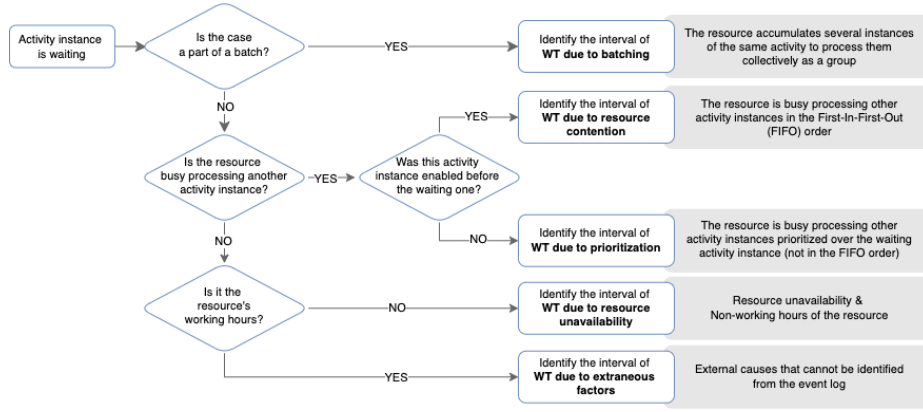 Activity instance
is waiting
Is the case
a part of a batch?
YES
Identify the interval of
WT due to batching
The resource accumulates several instances
of the same activity to process them
collectively as a group
NO
Is the resource
busy processing another
activity instance?
YES
Was this activity
instance enabled before
the waiting one?
YES
Identify the interval of
WT due to resource
contention
The resource is busy processing other
activity instances in the First-In-First-Out
(FIFO) order
NO
Identify the interval of
WT due to prioritization
The resource is busy processing other
activity instances prioritized over the waiting
activity instance (not in the FIFO order)
NO
Is it the
resource's
working hours?
NO
Identify the interval of
WT due to resource
unavailability
Resource unavailability &
Non-working hours of the resource
YES
Identify the interval of
WT due to extraneous
factors
External causes that cannot be identified
from the event log